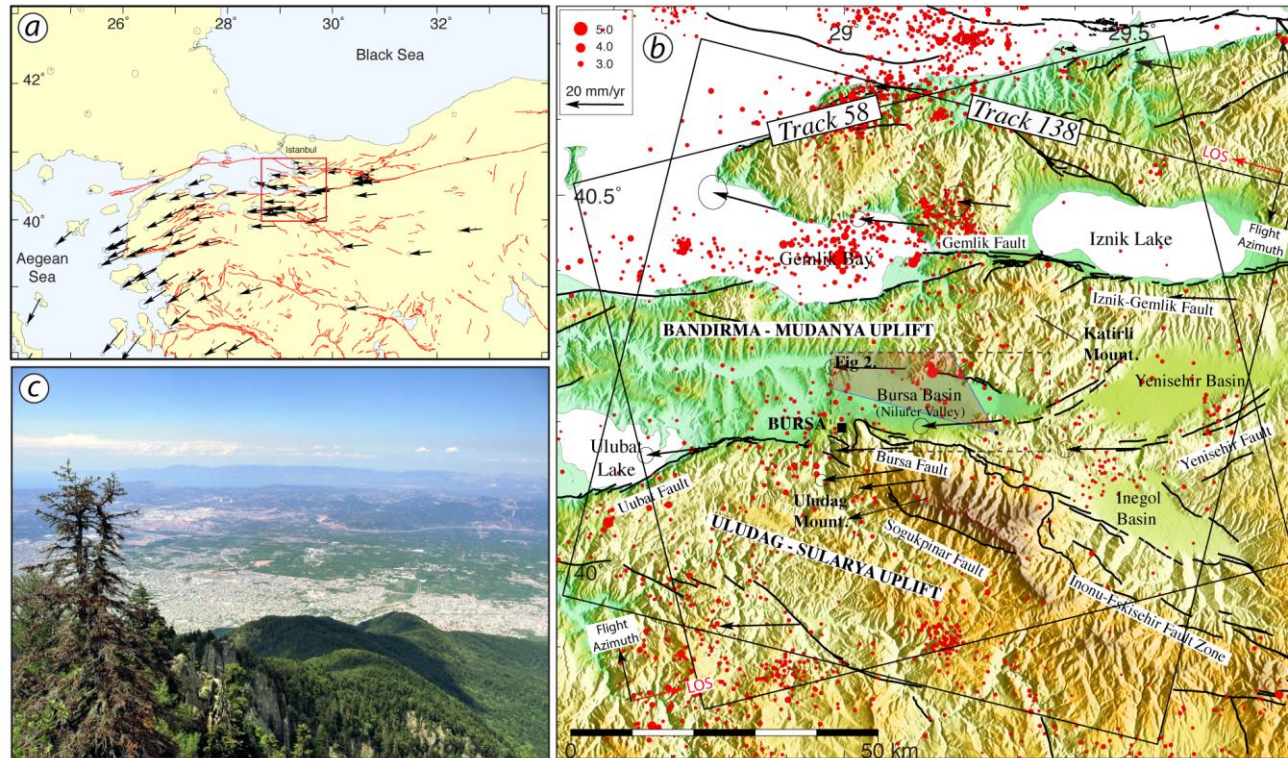 a
26
28
30
32
42
40
Black Sea
Istanbul
Aegean
Sea
c
b
5.0
4.0
3.0
20 mm/yr
29°
29.5°
40.5°
40
Track 58
Track 138
LOS
Flight
Azimuth
Iznik Lake
Gemlik Fault
Gemlik Bay
Iznik-Gemlik Fault
BANDIRMA - MUDANYA UPLIFT
Katirli
Mount.
Fig 2.
Yenisehir Basin
Bursa Basin
(Nilufer Valley)
BURSA
Ulubat
Lake
Bursa Fault
Yenisehir Fault
Uubat Fault
Uludag
Mount.
Inegol
Basin
Sogukpinar Fault
ULUDAG - SULARYA UPLIFT
Inonu-Eskisehir Fault Zone
Flight
Azimuth
LOS
0
50 km